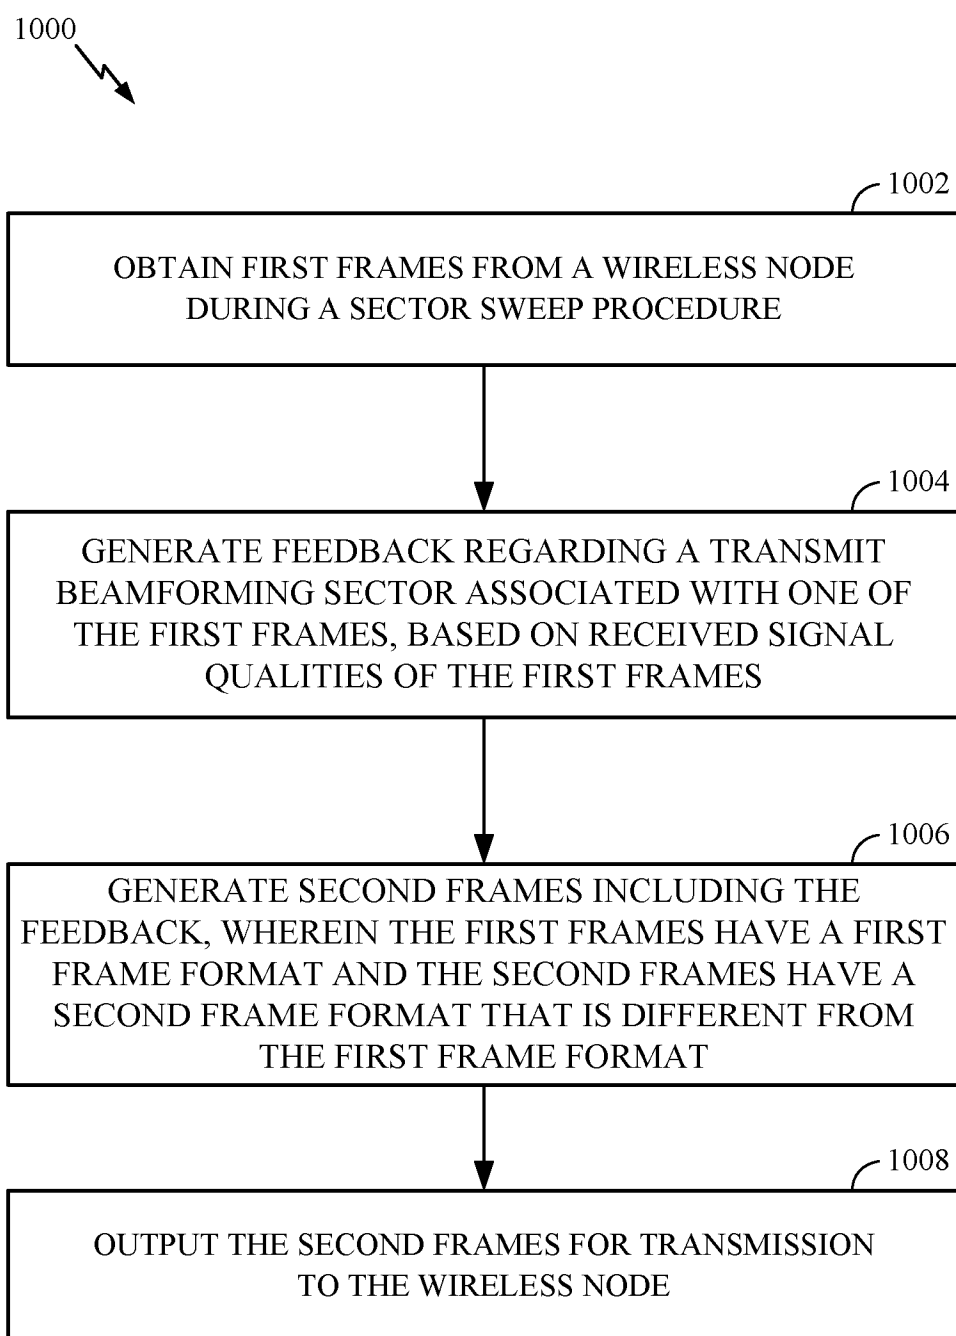 1000
1002
OBTAIN FIRST FRAMES FROM A WIRELESS NODE
DURING A SECTOR SWEEP PROCEDURE
1004
GENERATE FEEDBACK REGARDING A TRANSMIT
BEAMFORMING SECTOR ASSOCIATED WITH ONE OF
THE FIRST FRAMES, BASED ON RECEIVED SIGNAL
QUALITIES OF THE FIRST FRAMES
1006
GENERATE SECOND FRAMES INCLUDING THE
FEEDBACK, WHEREIN THE FIRST FRAMES HAVE A FIRST
FRAME FORMAT AND THE SECOND FRAMES HAVE A
SECOND FRAME FORMAT THAT IS DIFFERENT FROM
THE FIRST FRAME FORMAT
1008
OUTPUT THE SECOND FRAMES FOR TRANSMISSION
TO THE WIRELESS NODE